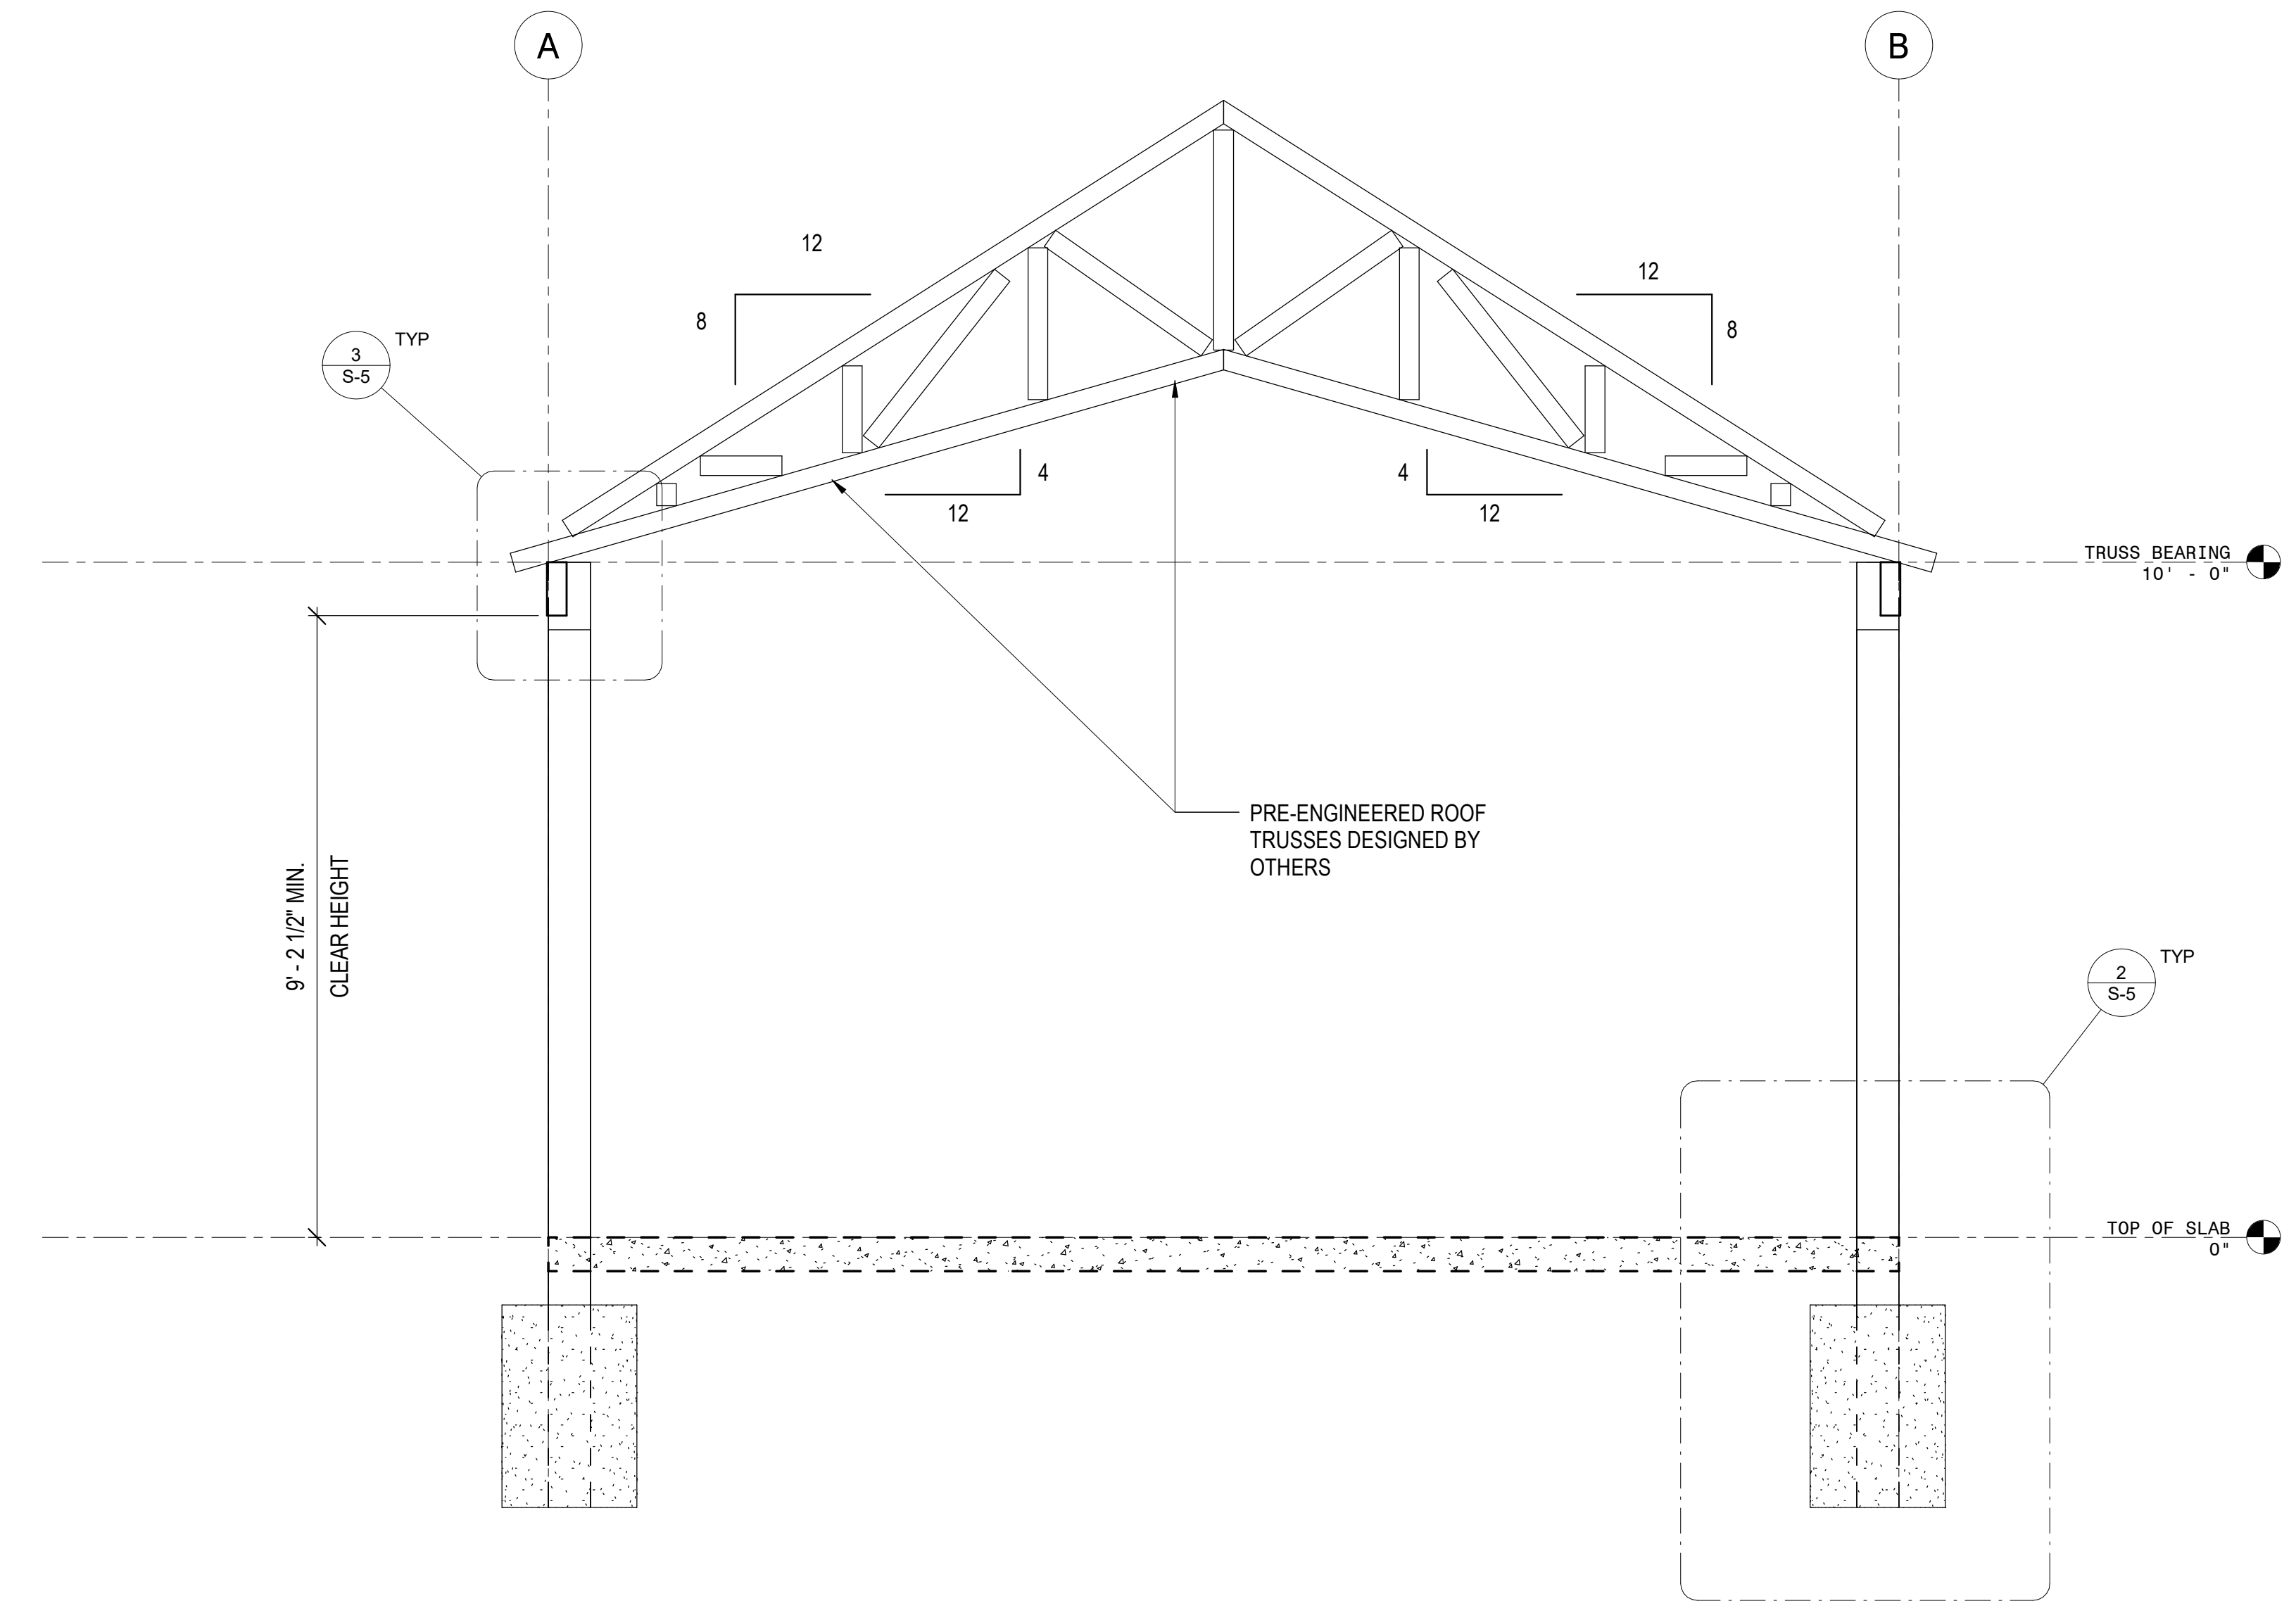 A
B
12
8
12
8
3
S-5
TYP
4
12
4
12
TRUSS BEARING
10' - 0"
PRE-ENGINEERED ROOF
TRUSSES DESIGNED BY
OTHERS
9' - 2 1/2" MIN.
CLEAR HEIGHT
2
S-5
TYP
TOP OF SLAB
0"